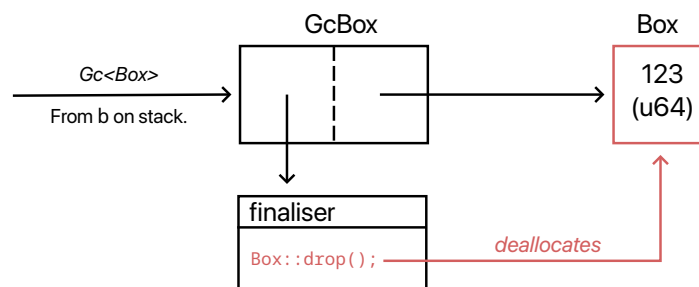 GcBox
Box
Gc<Box>
From b on stack.
123
(u64)
finaliser
Box::drop();
deallocates